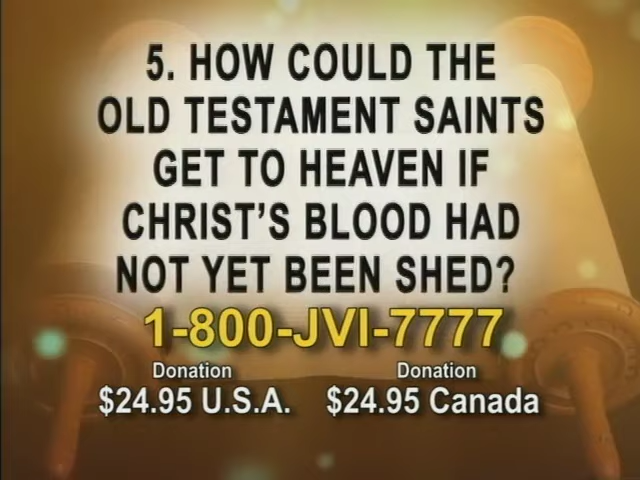 5. HOW COULD THE
OLD TESTAMENT SAINTS
GET TO HEAVEN IF
CHRIST'S BLOOD HAD
NOT YET BEEN SHED?
1-800-JVI-7777
Donation Donation
$24.95 U.S.A. $24.95 Canada